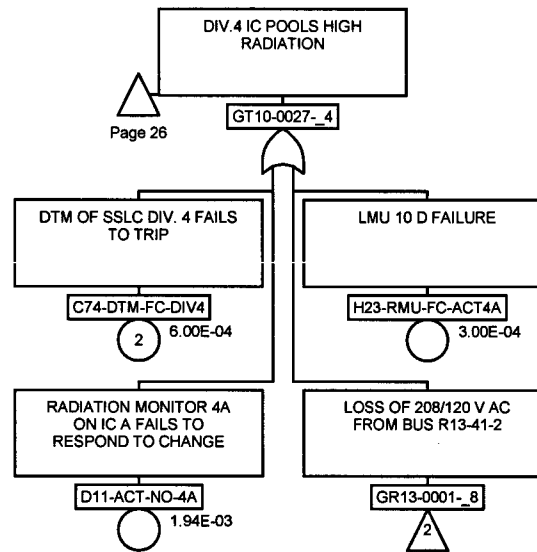 DIV.4 IC POOLS HIGH
RADIATION
Page 26
GT10-0027-_4
DTM OF SSLC DIV. 4 FAILS
TO TRIP
C74-DTM-FC-DIV4
2
6.00E-04
LMU 10 D FAILURE
H23-RMU-FC-ACT4A
3.00E-04
RADIATION MONITOR 4A
ON IC A FAILS TO
RESPOND TO CHANGE
D11-ACT-NO-4A
1.94E-03
LOSS OF 208/120 V AC
FROM BUS R13-41-2
GR13-0001-_8
2